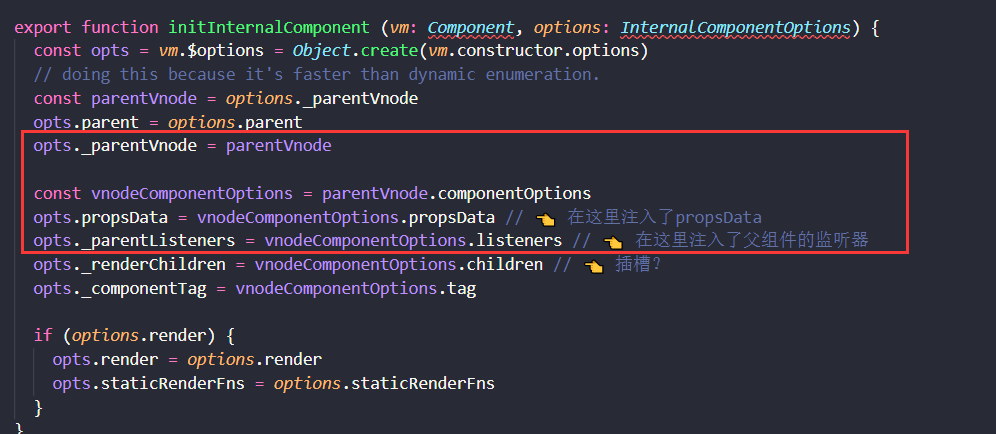 export function initInternalComponent (vm: Component, options: InternalComponentOptions) {
  const opts = vm.$options = Object.create(vm.constructor.options)
  // doing this because it's faster than dynamic enumeration.
  const parentVnode = options._parentVnode
  opts.parent = options.parent
  opts._parentVnode = parentVnode

  const vnodeComponentOptions = parentVnode.componentOptions
  opts.propsData = vnodeComponentOptions.propsData // 👈 在这里注入了propsData
  opts._parentListeners = vnodeComponentOptions.listeners // 👈 在这里注入了父组件的监听器
  opts._renderChildren = vnodeComponentOptions.children // 👈 插槽？
  opts._componentTag = vnodeComponentOptions.tag

  if (options.render) {
    opts.render = options.render
    opts.staticRenderFns = options.staticRenderFns
  }
}